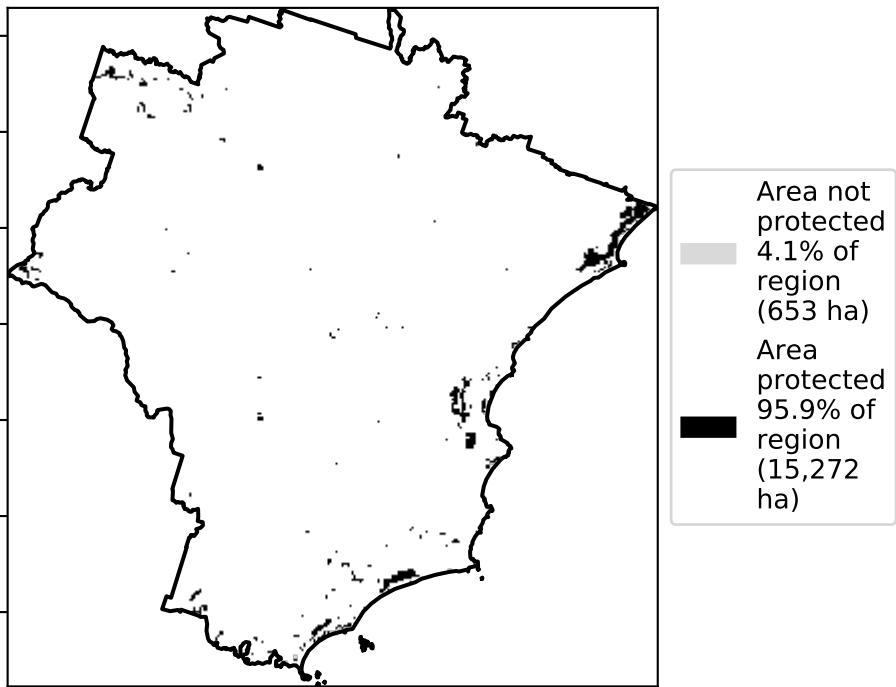 Area not
protected
4.1% of
region
(653 ha)
Area
protected
95.9% of
region
(15,272
ha)